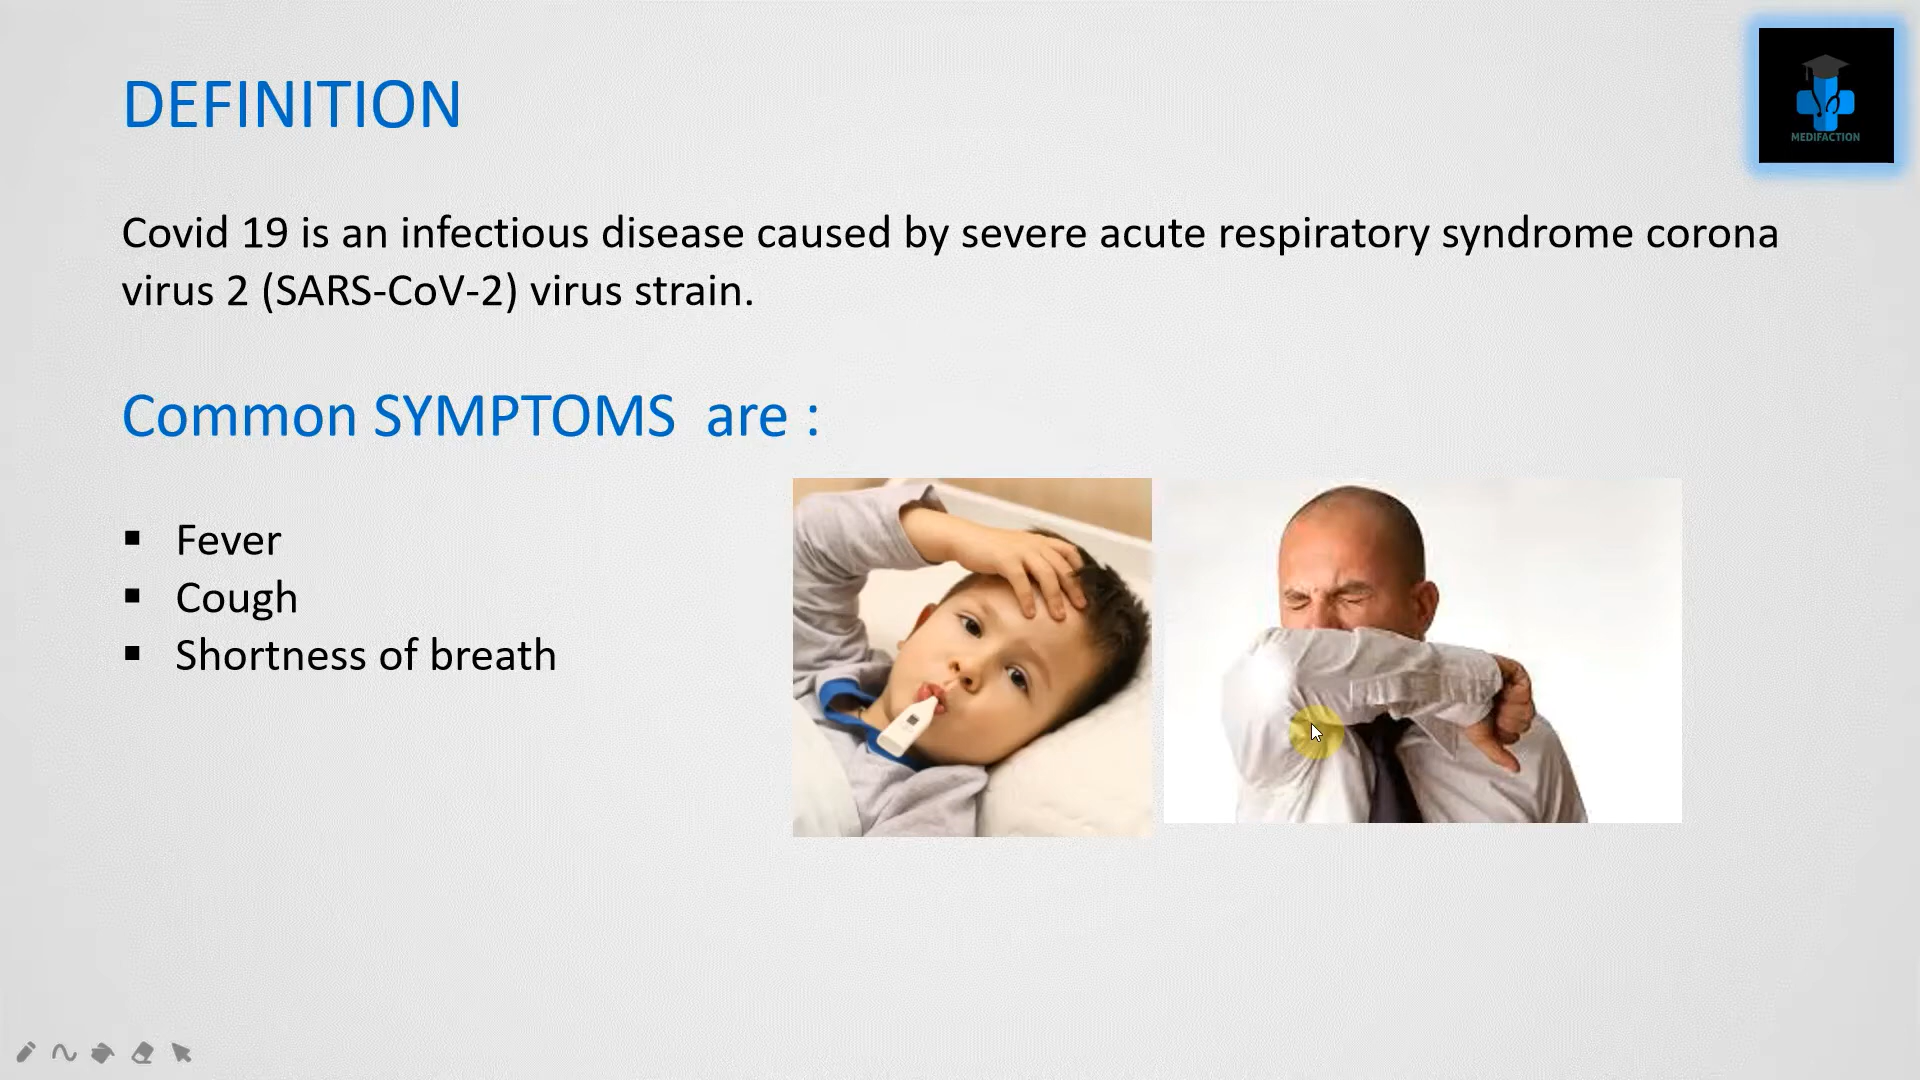 DEFINITION
MEDIFACTION
Covid 19 is an infectious disease caused by severe acute respiratory syndrome corona
virus 2 (SARS-CoV-2) virus strain.
Common SYMPTOMS are :
▪ Fever
▪ Cough
▪ Shortness of breath